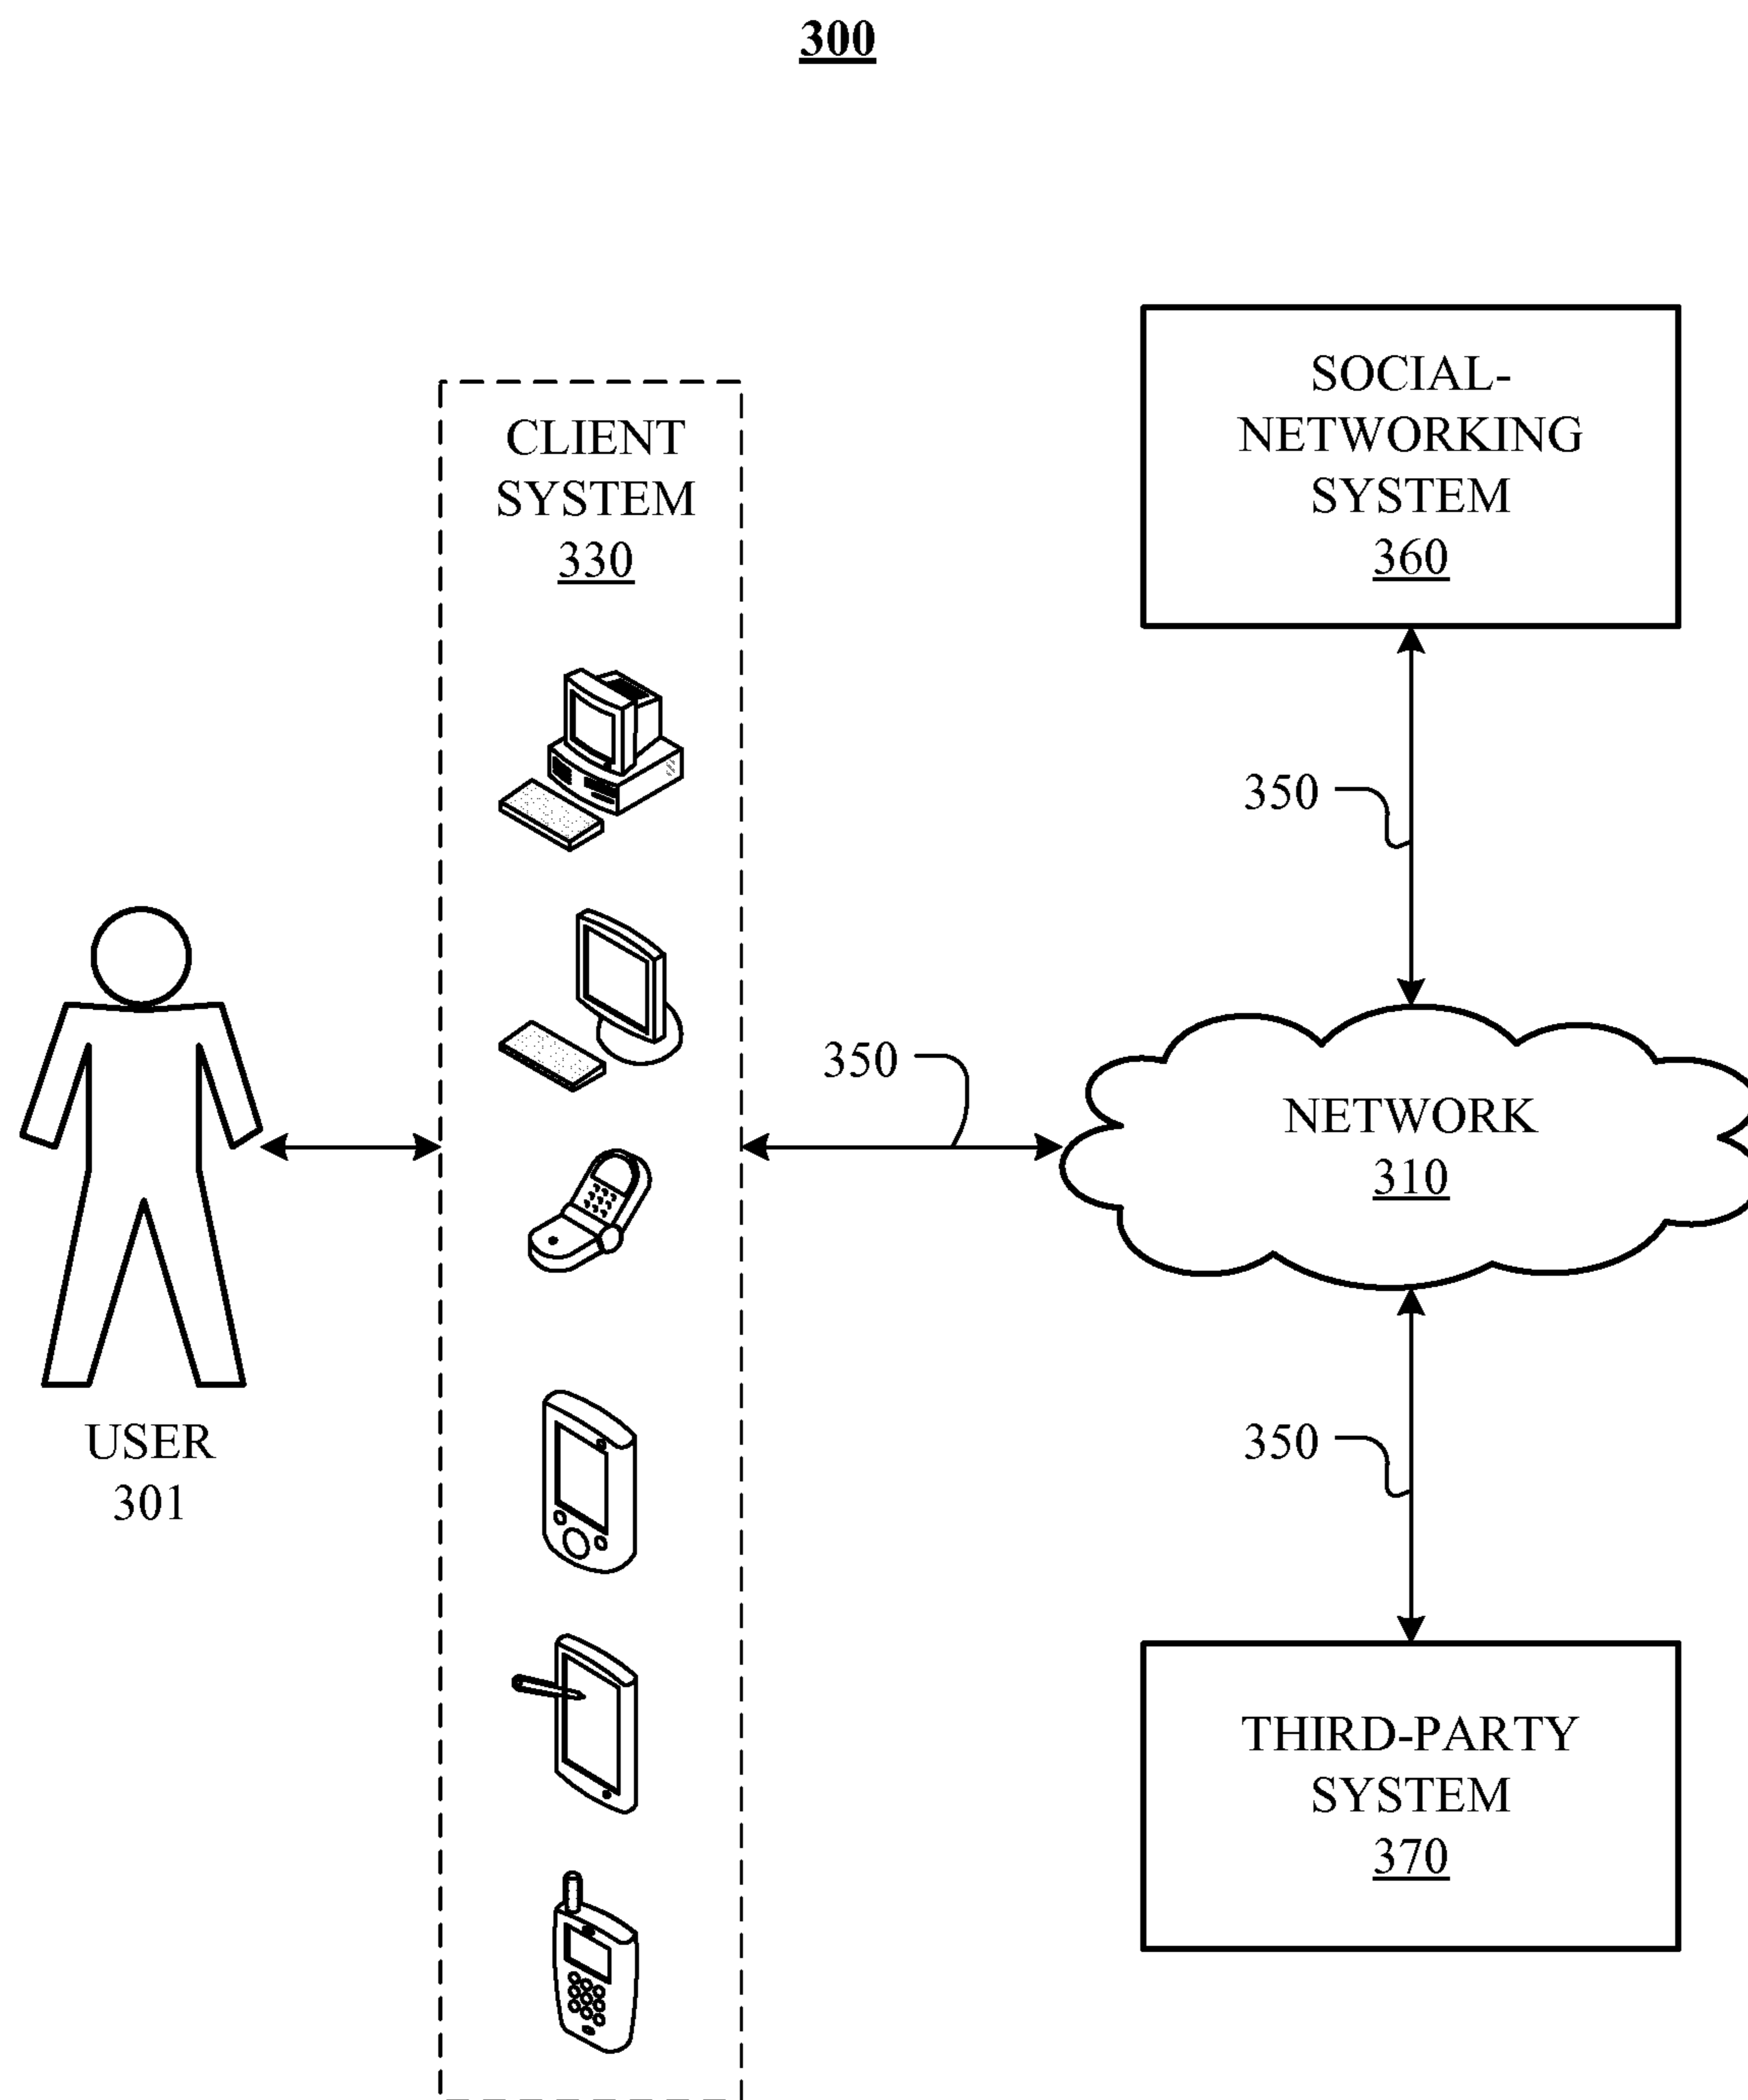 300
CLIENT
SYSTEM
330
SOCIAL-
NETWORKING
SYSTEM
360
350
350
NETWORK
310
USER
301
350
THIRD-PARTY
SYSTEM
370